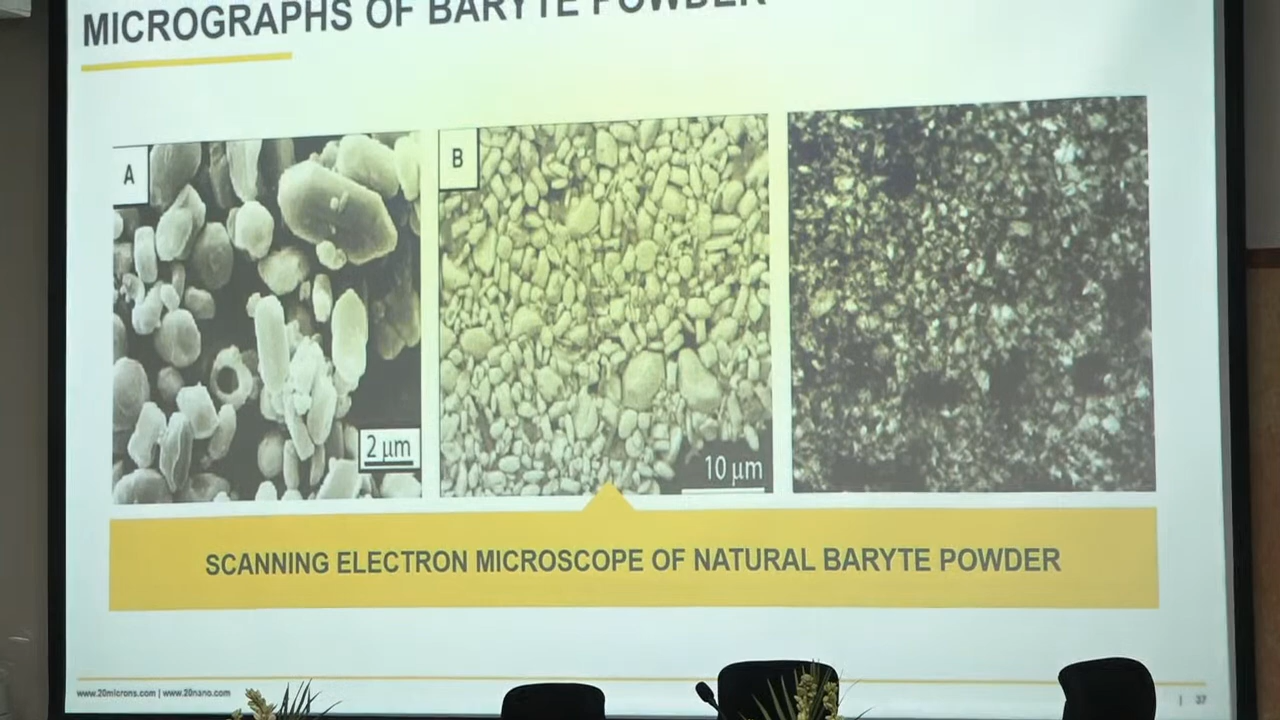 MICROGRAPHS OF BARYTE POWDER
A
B
2 μm
10 μm
SCANNING ELECTRON MICROSCOPE OF NATURAL BARYTE POWDER
www.20microns.com | www.20nano.com
| 37